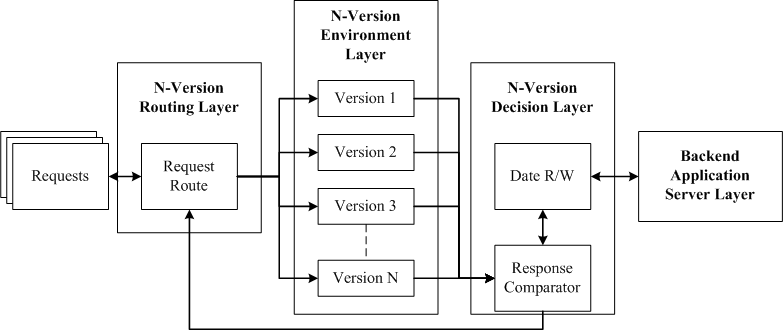 N-Version
Environment
Layer
N-Version
Routing Layer
N-Version
Decision Layer
Version 1
Version 2
Version 3
Version N
Requests
Request
Route
Date R/W
Response
Comparator
Backend
Application
Server Layer